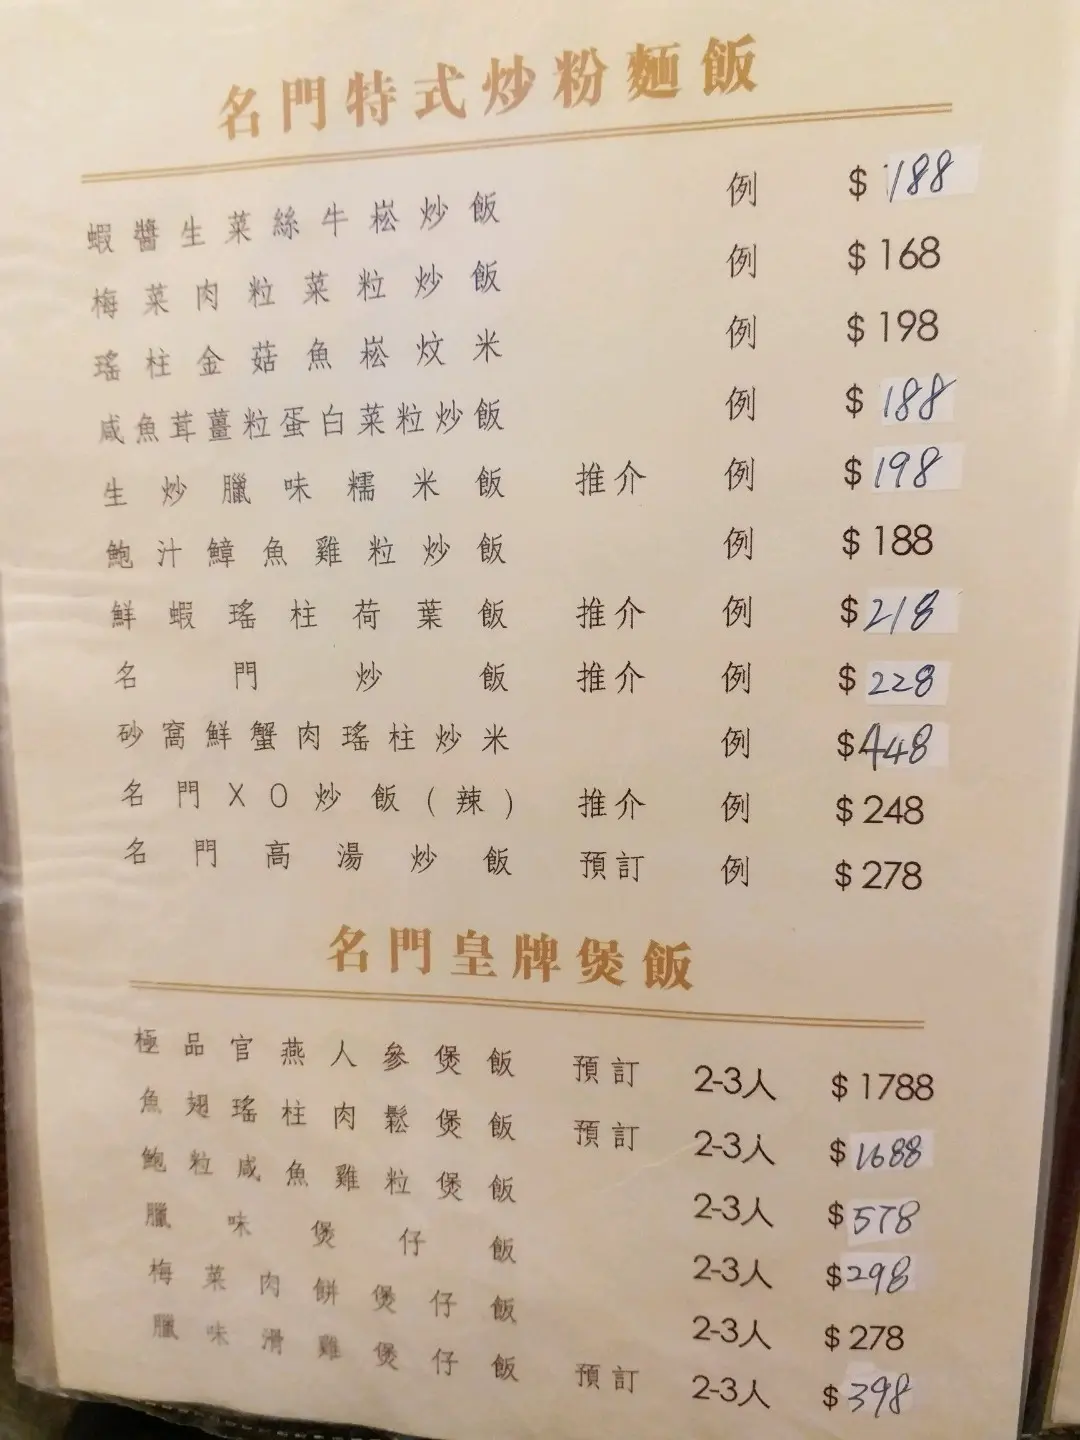 名門特式炒粉麵飯
蝦醬生菜絲牛崧炒飯 例 $188
梅菜肉粒菜粒炒飯 例 $168
瑤柱金菇魚崧炆米 例 $198
咸魚茸薑粒蛋白菜粒炒飯 例 $188
生炒臘味糯米飯 推介 例 $198
鮑汁鱆魚雞粒炒飯 例 $188
鮮蝦瑤柱荷葉飯 推介 例 $218
名門炒飯 推介 例 $228
砂窩鮮蟹肉瑤柱炒米 例 $448
名門XO炒飯(辣) 推介 例 $248
名門高湯炒飯 預訂 例 $278
名門皇牌煲飯
極品官燕人參煲飯 預訂 2-3人 $1788
魚翅瑤柱肉鬆煲飯 預訂 2-3人 $1688
鮑粒咸魚雞粒煲飯 2-3人 $578
臘味煲仔飯 2-3人 $298
梅菜肉餅煲仔飯 2-3人 $278
臘味滑雞煲仔飯 預訂 2-3人 $398